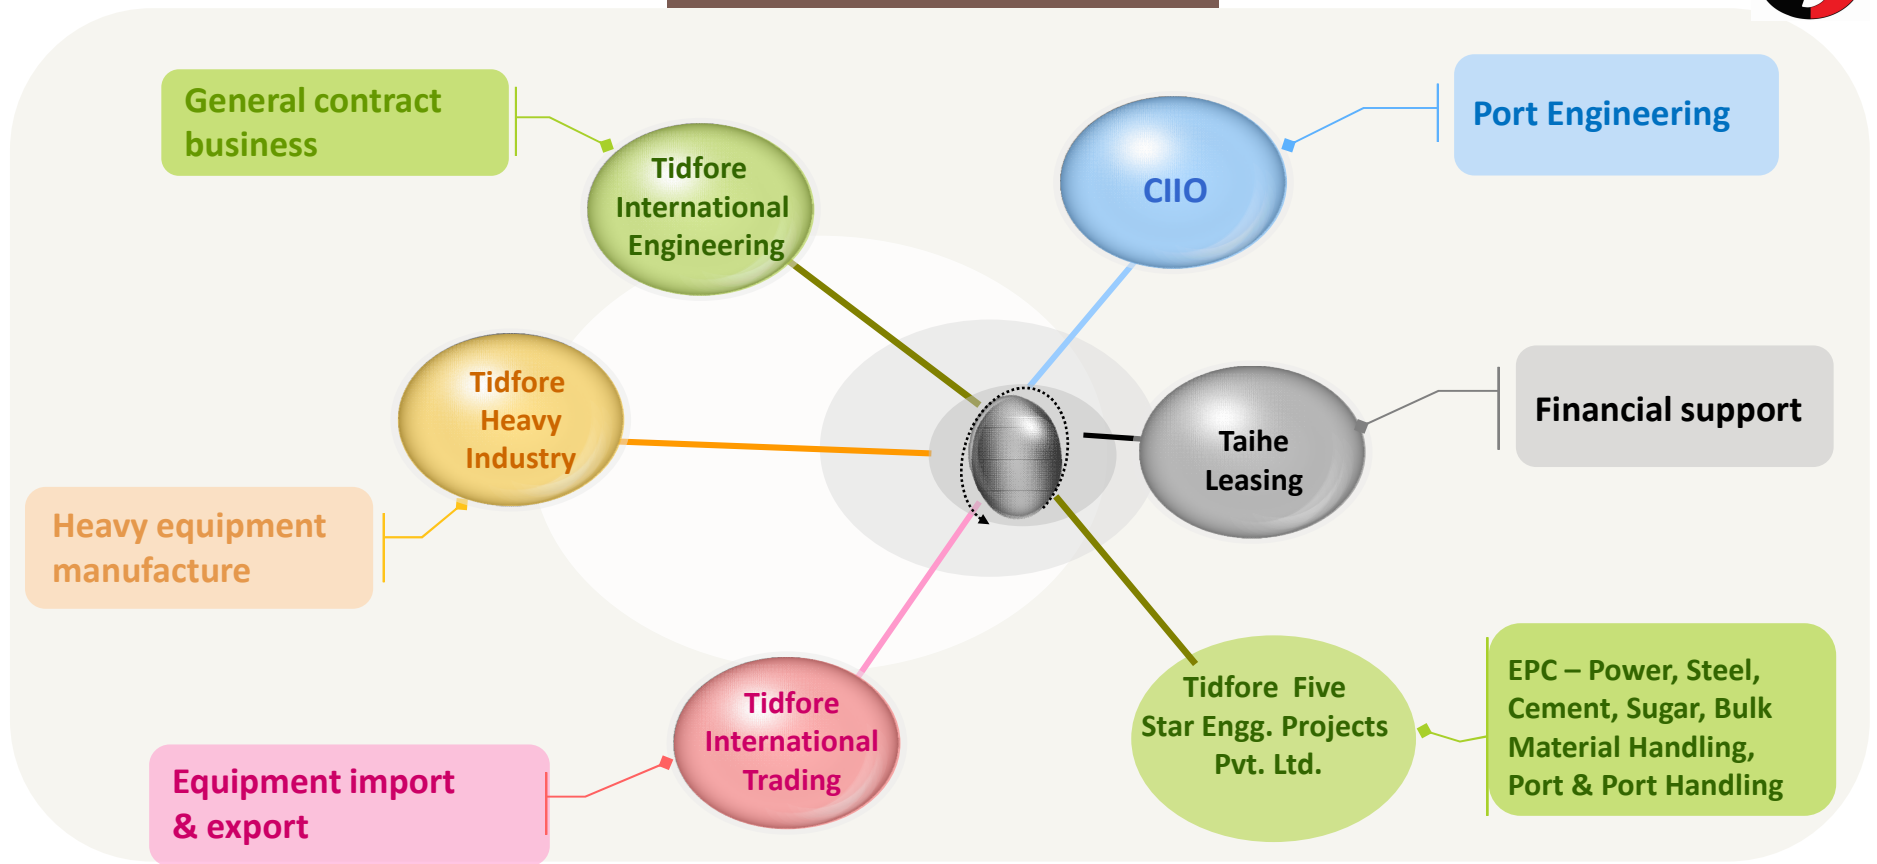 General contract
business
Tidfore
International
Engineering
CIIO
Port Engineering
Tidfore
Heavy
Industry
Taihe
Leasing
Financial support
Heavy equipment
manufacture
Tidfore
International
Trading
Equipment import
& export
Tidfore Five
Star Engg. Projects
Pvt. Ltd.
EPC – Power, Steel,
Cement, Sugar, Bulk
Material Handling,
Port & Port Handling